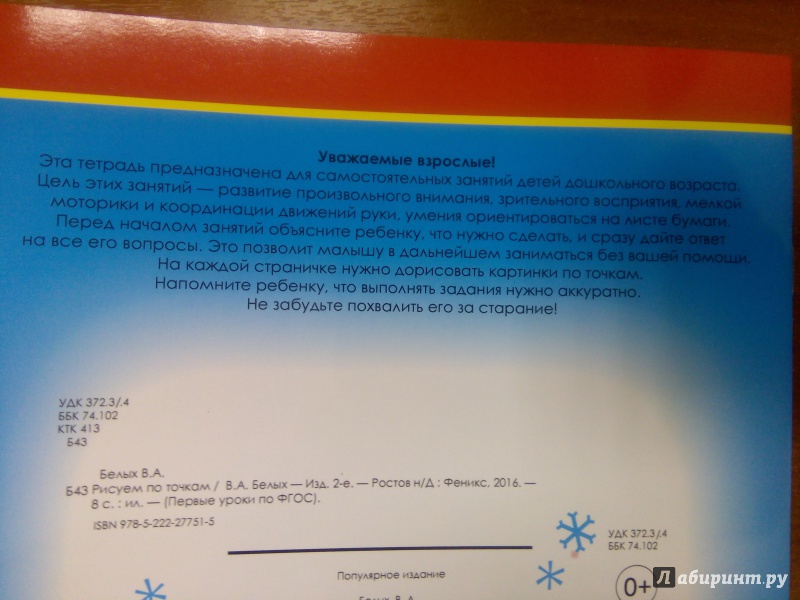 Уважаемые взрослые!
Эта тетрадь предназначена для самостоятельных занятий детей дошкольного возраста.
Цель этих занятий — развитие произвольного внимания, зрительного восприятия, мелкой
моторики и координации движений руки, умения ориентироваться на листе бумаги.
Перед началом занятий объясните ребенку, что нужно сделать, и сразу дайте ответ
на все его вопросы. Это позволит малышу в дальнейшем заниматься без вашей помощи.
На каждой страничке нужно дорисовать картинки по точкам.
Напомните ребенку, что выполнять задания нужно аккуратно.
Не забудьте похвалить его за старание!
УДК 372.3/.4
ББК 74.102
КТК 413
Б43
Белых В.А.
Б43 Рисуем по точкам / В.А. Белых — Изд. 2-е. — Ростов н/Д : Феникс, 2016. —
8 с. : ил. — (Первые уроки по ФГОС).
ISBN 978-5-222-27751-5
УДК 372.3/.4
ББК 74.102
Популярное издание
Белых В.А.
0+
Лабиринт.ру